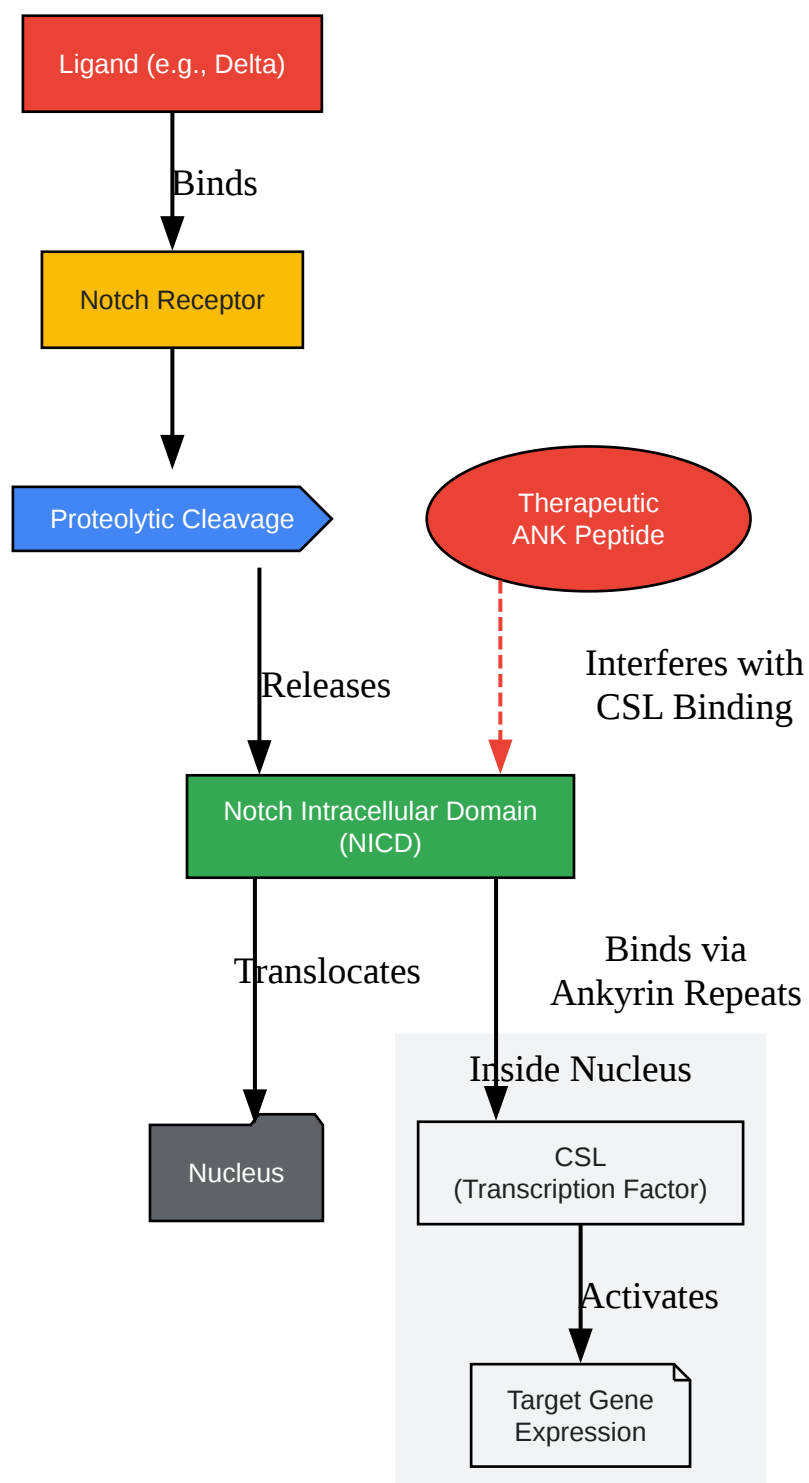 Ligand (e.g., Delta)
Binds
Notch Receptor
Proteolytic Cleavage
Therapeutic
ANK Peptide
Releases
Interferes with
CSL Binding
Notch Intracellular Domain
(NICD)
Translocates
Binds via
Ankyrin Repeats
Inside Nucleus
Nucleus
CSL
(Transcription Factor)
Activates
Target Gene
Expression